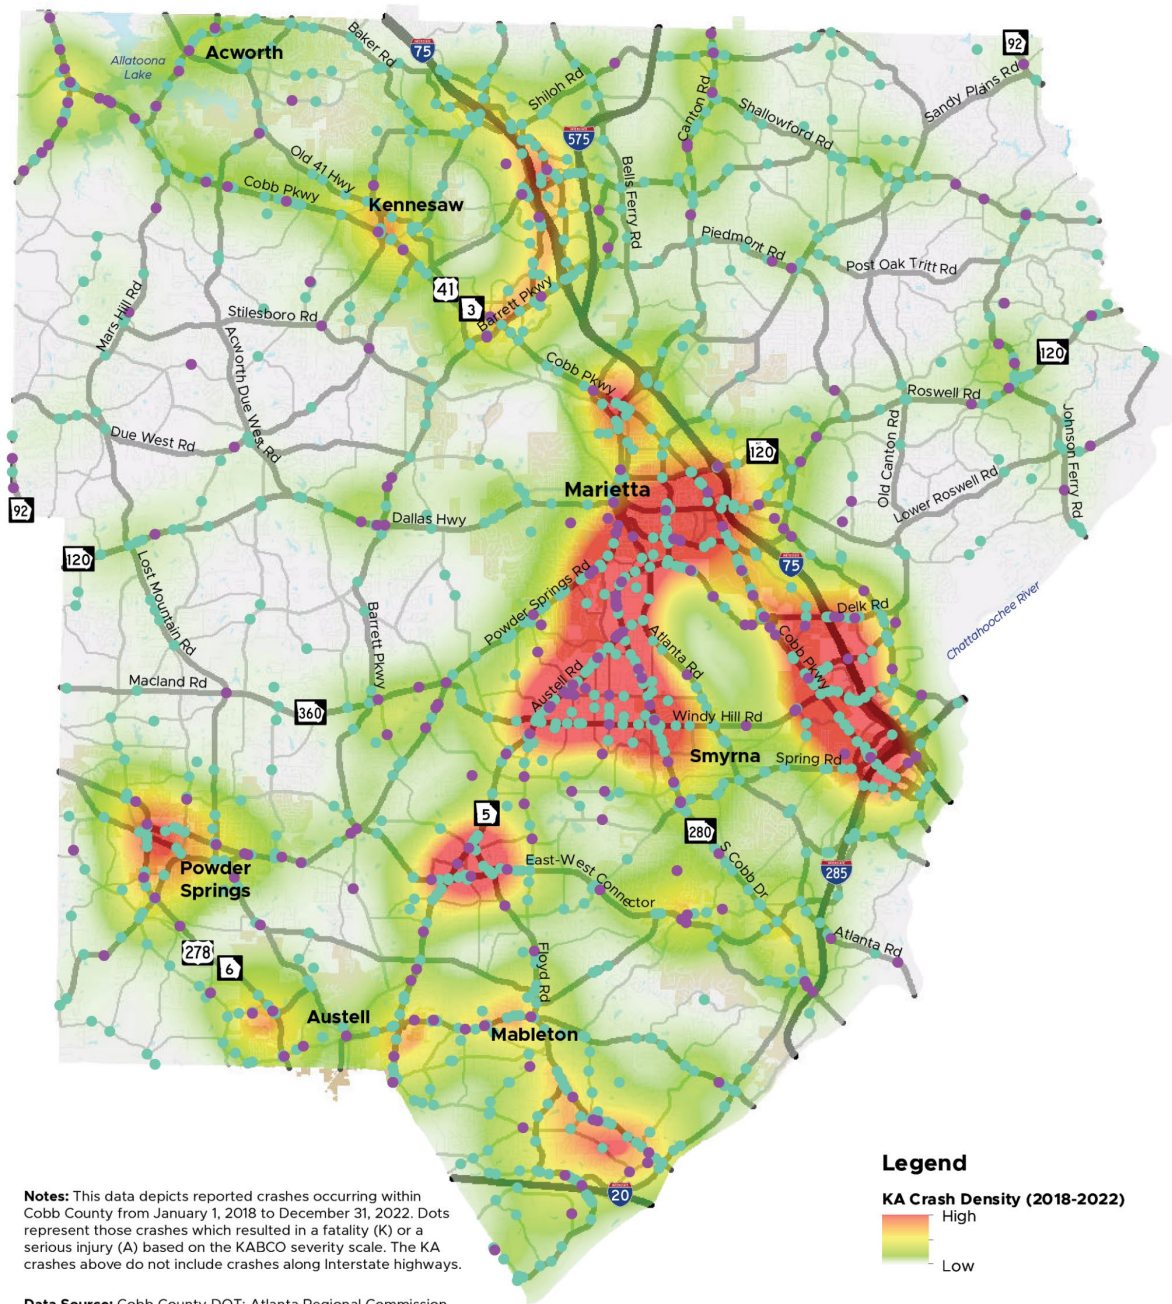 Acworth
Allatoona
Lake
Baker Rd
75
92
Sandy Plains Rd
Shiloh Rd
575
Canton Rd
Shallowford Rd
Old 41 Hwy
Cobb Pkwy
Kennesaw
Bells Ferry Rd
Piedmont Rd
Post Oak Tritt Rd
41
3
Barrett Pkwy
Mars Hill Rd
Stilesboro Rd
Acworth Due West Rd
Cobb Pkwy
120
Roswell Rd
Due West Rd
Johnson Ferry Rd
Old Canton Rd
120
Lower Roswell Rd
Marietta
92
Dallas Hwy
120
75
Lost Mountain Rd
Powder Springs Rd
Delk Rd
Chattahoochee River
Barrett Pkwy
Atlanta Rd
Cobb Pkwy
Austell Rd
Macland Rd
360
Windy Hill Rd
Smyrna
Spring Rd
5
280
Powder
Springs
East-West Connector
S Cobb Dr
285
Atlanta Rd
278
6
Floyd Rd
Austell
Mableton
20
Notes: This data depicts reported crashes occurring within
Cobb County from January 1, 2018 to December 31, 2022. Dots
represent those crashes which resulted in a fatality (K) or a
serious injury (A) based on the KABCO severity scale. The KA
crashes above do not include crashes along Interstate highways.
Data Source: Cobb County DOT; Atlanta Regional Commission
Legend
KA Crash Density (2018-2022)
High
Low